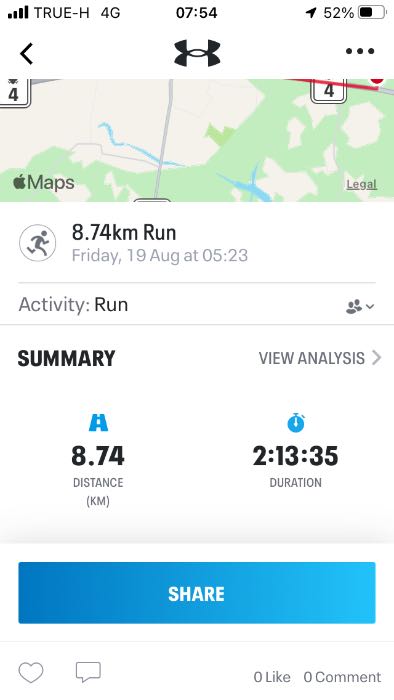 TRUE-H 4G 07:54 52%
4 4
Maps Legal
8.74km Run
Friday, 19 Aug at 05:23
Activity: Run
SUMMARY VIEW ANALYSIS
8.74 2:13:35
DISTANCE DURATION
(KM)
SHARE
0 Like 0 Comment